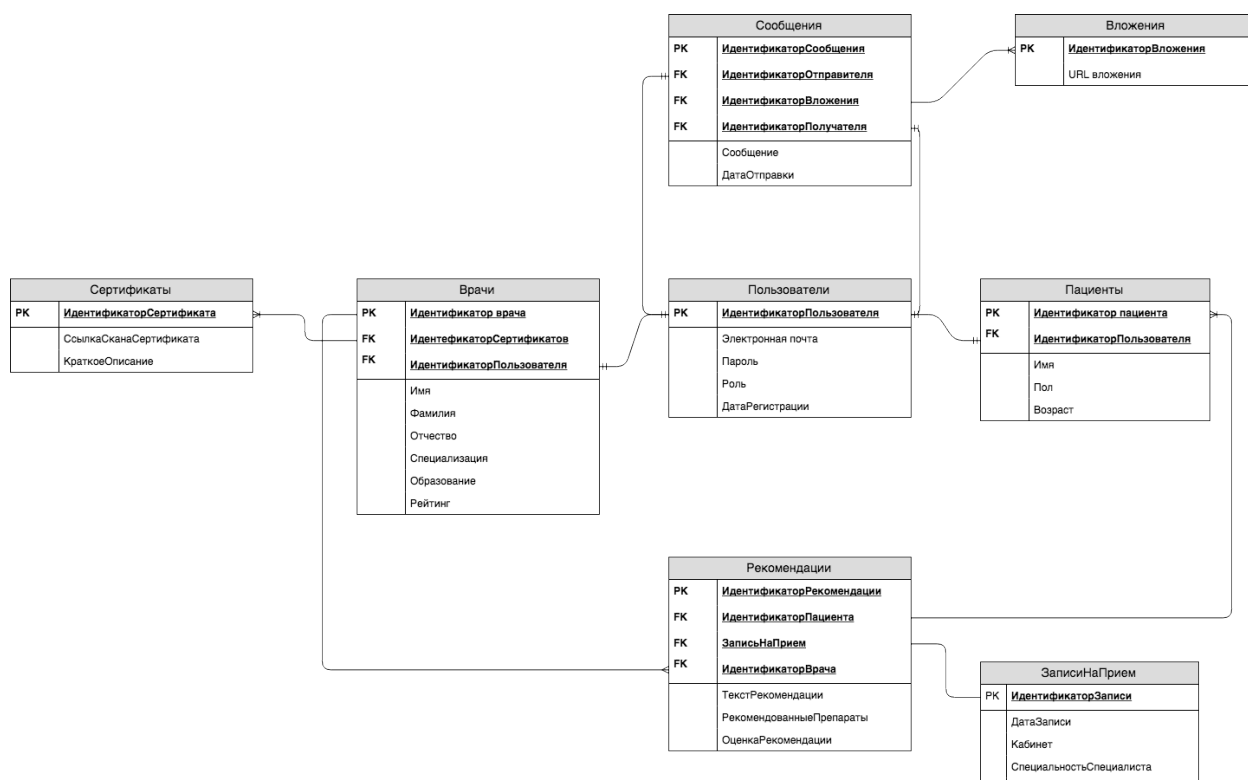 Сообщения
PK ИдентификаторСообщения
FK ИдентификаторОтправителя
FK ИдентификаторВложения
FK ИдентификаторПолучателя
Сообщение
ДатаОтправки
Вложения
PK ИдентификаторВложения
URL вложения
Сертификаты
PK ИдентификаторСертификата
СсылкаСканаСертификата
КраткоеОписание
Врачи
PK Идентификатор врача
FK ИдентефикаторСертификатов
FK ИдентификаторПользователя
Имя
Фамилия
Отчество
Специализация
Образование
Рейтинг
Пользователи
PK ИдентификаторПользователя
Электронная почта
Пароль
Роль
ДатаРегистрации
Пациенты
PK Идентификатор пациента
FK ИдентификаторПользователя
Имя
Пол
Возраст
Рекомендации
PK ИдентификаторРекомендации
FK ИдентификаторПациента
FK ЗаписьНаПрием
FK ИдентификаторВрача
ТекстРекомендации
РекомендованныеПрепараты
ОценкаРекомендации
ЗаписиНаПрием
PK ИдентификаторЗаписи
ДатаЗаписи
Кабинет
СпециальностьСпециалиста